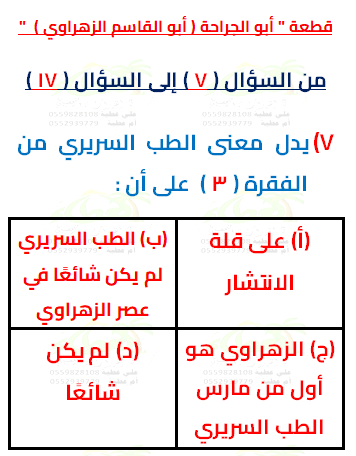 قطعة " أبو الجراحة ( أبو القاسم الزهراوي ) "
من السؤال ( ٧ ) إلى السؤال ( ١٧ )
٧) يدل معنى الطب السريري من
الفقرة ( ٣ ) على أن :
(أ) على قلة
الانتشار
(ب) الطب السريري
لم يكن شائعًا في
عصر الزهراوي
(ج) الزهراوي هو
أول من مارس
الطب السريري
(د) لم يكن
شائعًا